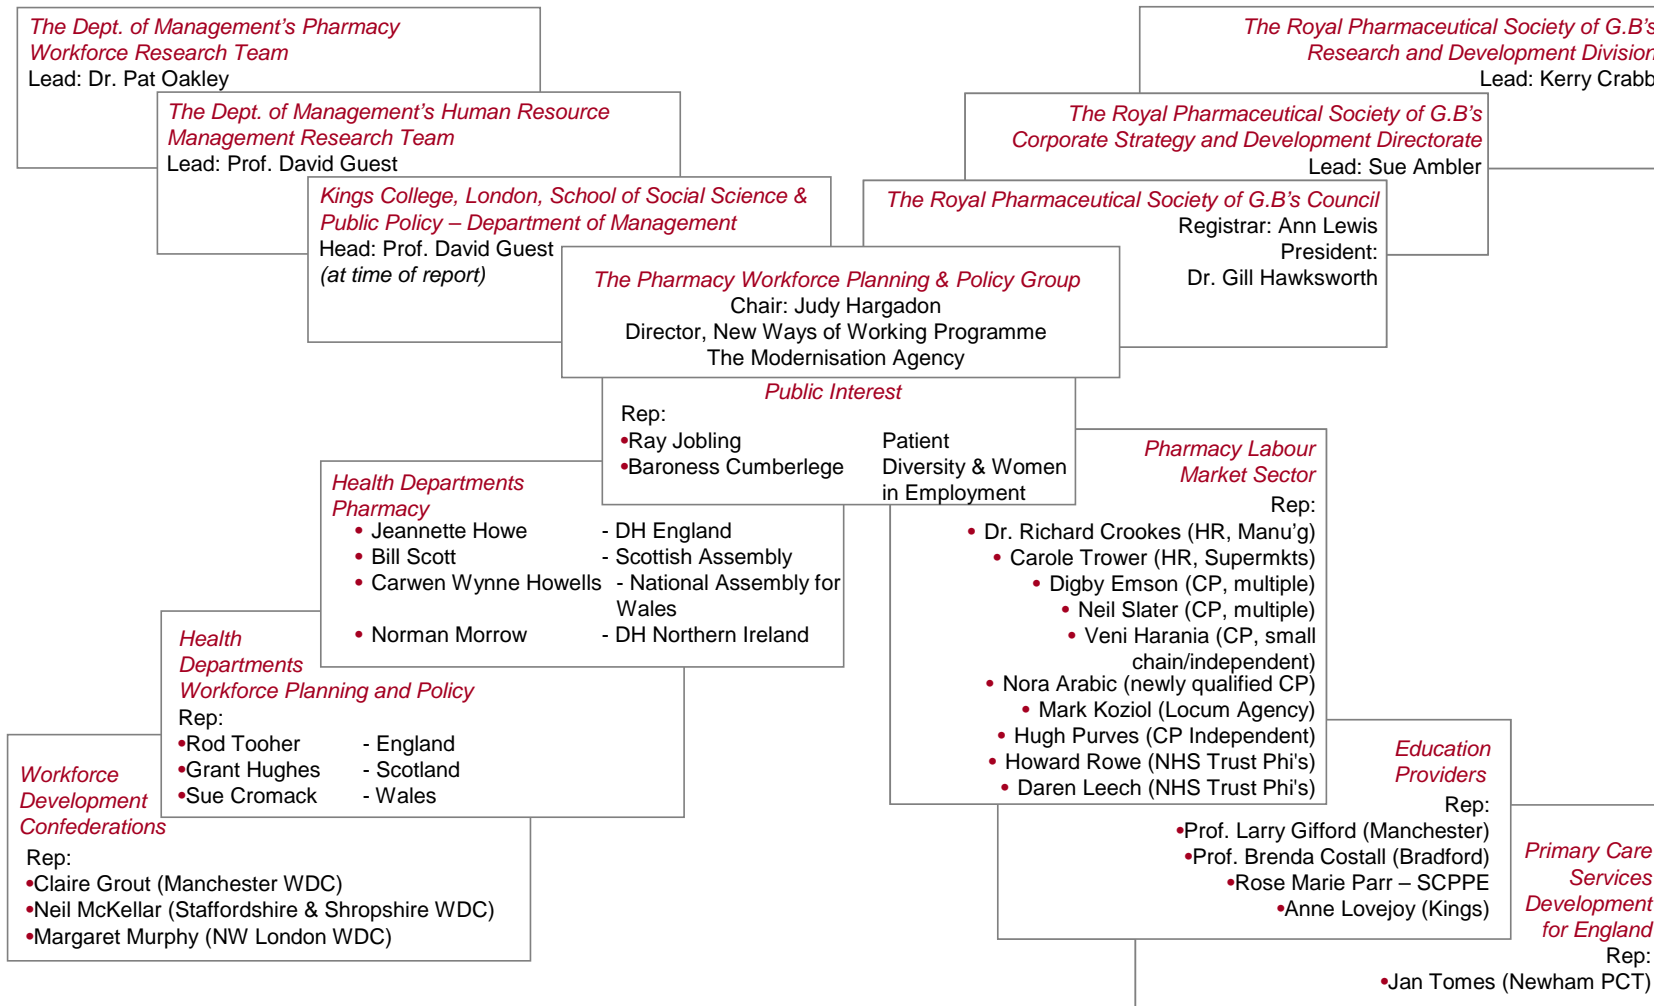 The Dept. of Management's Pharmacy
Workforce Research Team
Lead: Dr. Pat Oakley
The Dept. of Management's Human Resource
Management Research Team
Lead: Prof. David Guest
Kings College, London, School of Social Science &
Public Policy – Department of Management
Head: Prof. David Guest
(at time of report)
The Royal Pharmaceutical Society of G.B's
Research and Development Division
Lead: Kerry Crabb
The Royal Pharmaceutical Society of G.B's
Corporate Strategy and Development Directorate
Lead: Sue Ambler
The Royal Pharmaceutical Society of G.B's Council
Registrar: Ann Lewis
President:
Dr. Gill Hawksworth
The Pharmacy Workforce Planning & Policy Group
Chair: Judy Hargadon
Director, New Ways of Working Programme
The Modernisation Agency
Public Interest
Rep:
•Ray Jobling Patient
•Baroness Cumberlege Diversity & Women
in Employment
Health Departments
Pharmacy
• Jeannette Howe - DH England
• Bill Scott - Scottish Assembly
• Carwen Wynne Howells - National Assembly for
Wales
• Norman Morrow - DH Northern Ireland
Health
Departments
Workforce Planning and Policy
Rep:
•Rod Tooher - England
•Grant Hughes - Scotland
•Sue Cromack - Wales
Workforce
Development
Confederations
Rep:
•Claire Grout (Manchester WDC)
•Neil McKellar (Staffordshire & Shropshire WDC)
•Margaret Murphy (NW London WDC)
Pharmacy Labour
Market Sector
Rep:
• Dr. Richard Crookes (HR, Manu'g)
• Carole Trower (HR, Supermkts)
• Digby Emson (CP, multiple)
• Neil Slater (CP, multiple)
• Veni Harania (CP, small
chain/independent)
• Nora Arabic (newly qualified CP)
• Mark Koziol (Locum Agency)
• Hugh Purves (CP Independent)
• Howard Rowe (NHS Trust Phi's)
• Daren Leech (NHS Trust Phi's)
Education
Providers
Rep:
•Prof. Larry Gifford (Manchester)
•Prof. Brenda Costall (Bradford)
•Rose Marie Parr – SCPPE
•Anne Lovejoy (Kings)
Primary Care
Services
Development
for England
Rep:
•Jan Tomes (Newham PCT)